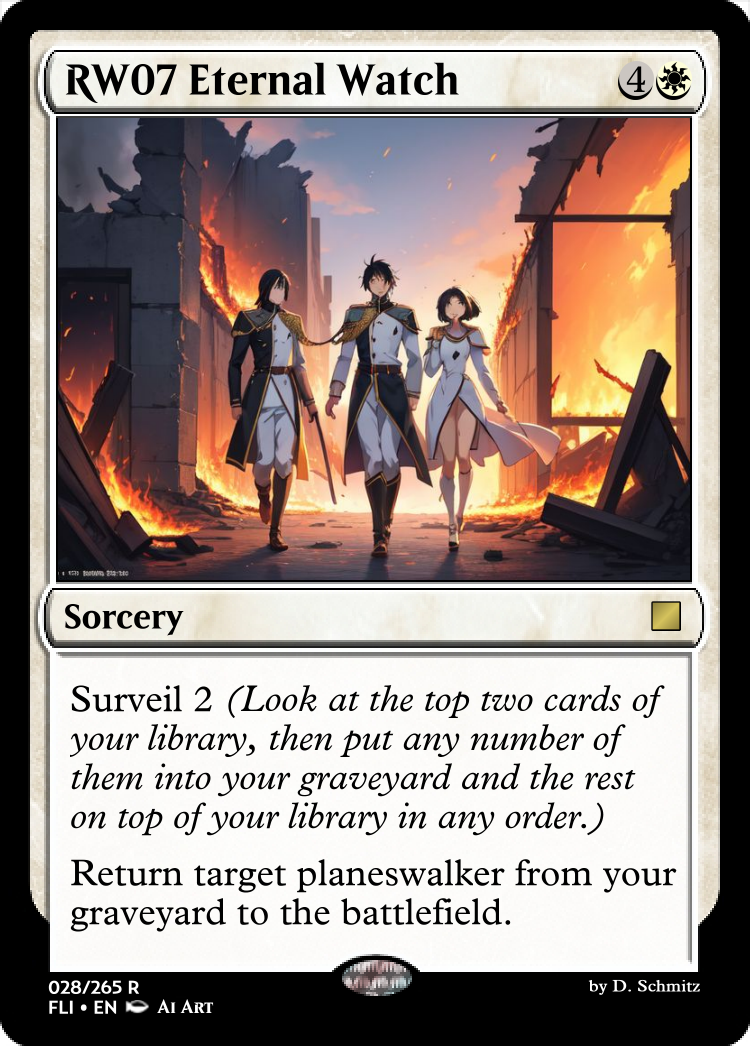 RW07 Eternal Watch
4
Sorcery
Surveil 2 (Look at the top two cards of
your library, then put any number of
them into your graveyard and the rest
on top of your library in any order.)
Return target planeswalker from your
graveyard to the battlefield.
028/265 R
by D. Schmitz
FLI • EN AI ART